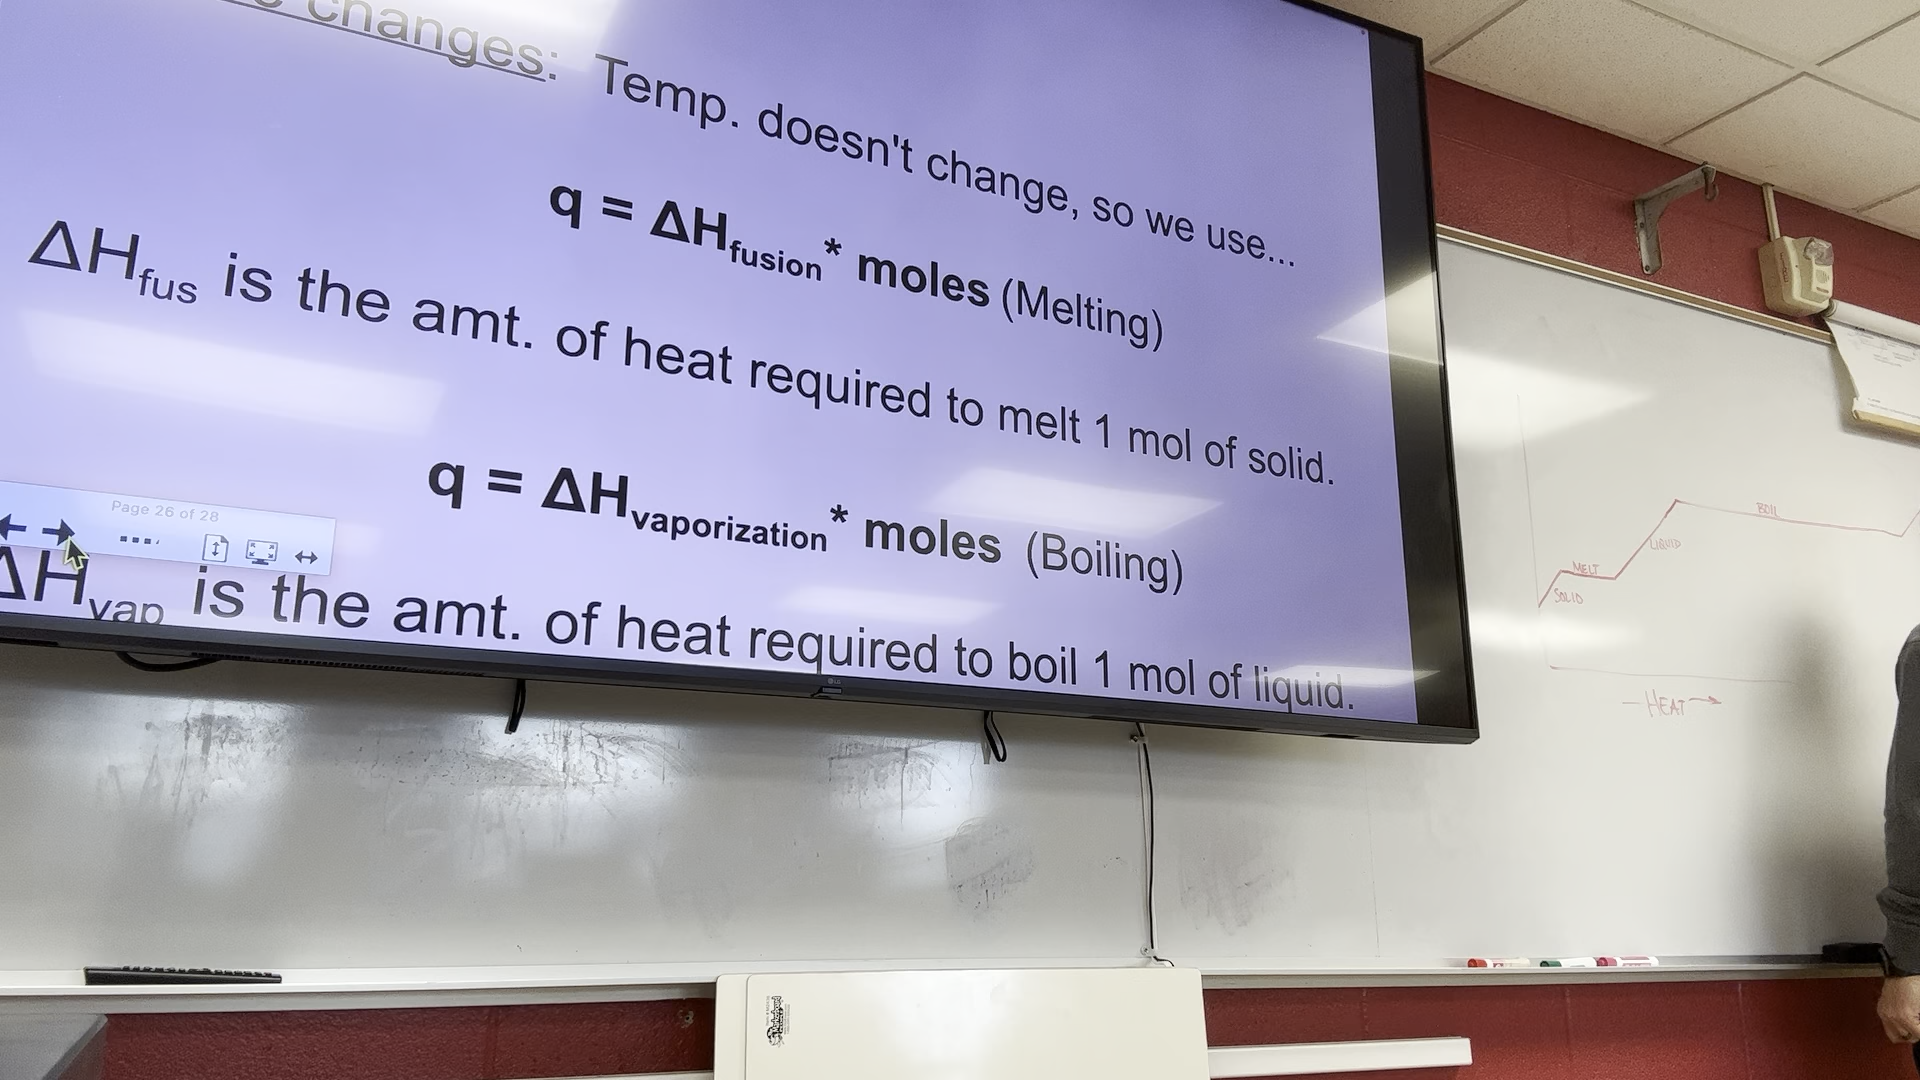 changes: Temp. doesn't change, so we use...
q = ΔHfusion* moles (Melting)
ΔHfus is the amt. of heat required to melt 1 mol of solid.
q = ΔHvaporization* moles (Boiling)
Page 26 of 28
ΔHvap is the amt. of heat required to boil 1 mol of liquid.
LG
BOIL
LIQUID
MELT
SOLID
HEAT